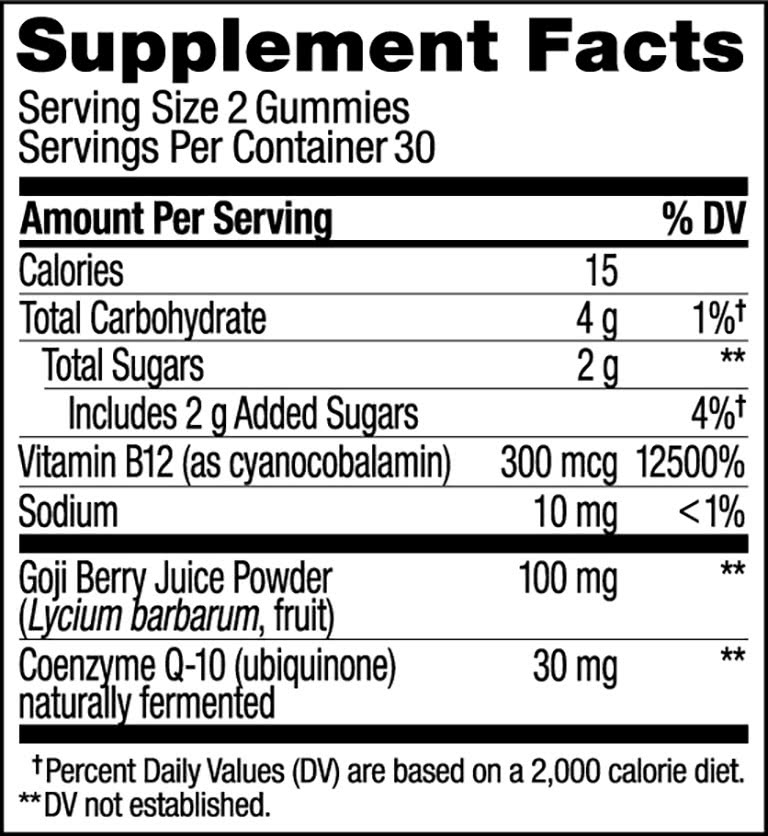 Supplement Facts
Serving Size 2 Gummies
Servings Per Container 30
Amount Per Serving % DV
Calories 15
Total Carbohydrate 4 g 1%†
Total Sugars 2 g **
Includes 2 g Added Sugars 4%†
Vitamin B12 (as cyanocobalamin) 300 mcg 12500%
Sodium 10 mg <1%
Goji Berry Juice Powder 100 mg **
(Lycium barbarum, fruit)
Coenzyme Q-10 (ubiquinone) 30 mg **
naturally fermented
†Percent Daily Values (DV) are based on a 2,000 calorie diet.
**DV not established.